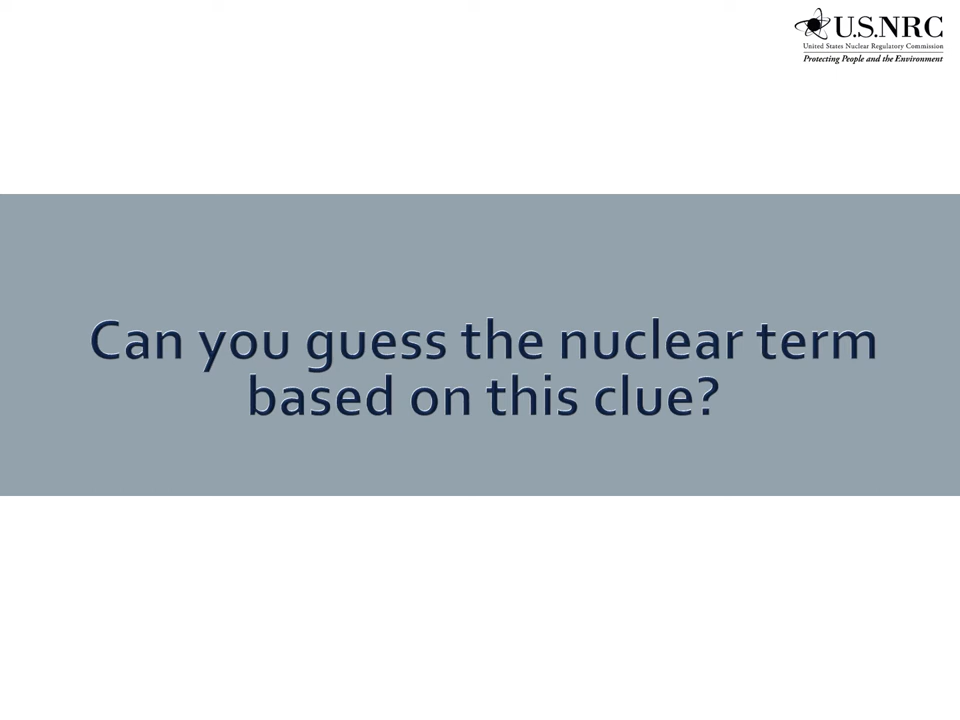 U.S.NRC
United States Nuclear Regulatory Commission
Protecting People and the Environment
Can you guess the nuclear term
based on this clue?